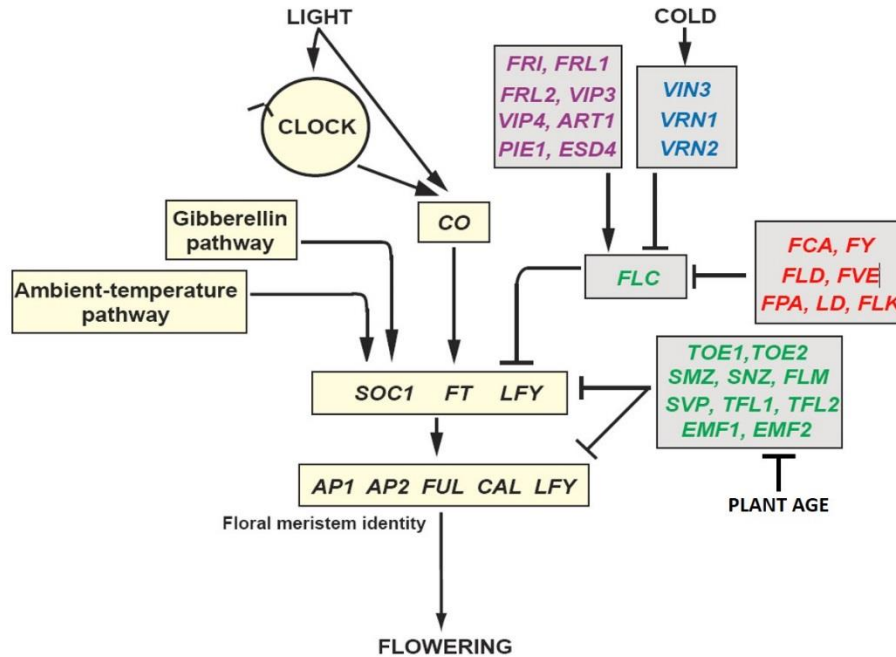 LIGHT
COLD
FRI, FRL1
FRL2, VIP3
VIP4, ART1
PIE1, ESD4
VIN3
VRN1
VRN2
CLOCK
CO
Gibberellin
pathway
Ambient-temperature
pathway
FLC
FCA, FY
FLD, FVE
FPA, LD, FLK
TOE1,TOE2
SMZ, SNZ, FLM
SVP, TFL1, TFL2
EMF1, EMF2
SOC1 FT LFY
AP1 AP2 FUL CAL LFY
PLANT AGE
Floral meristem identity
FLOWERING